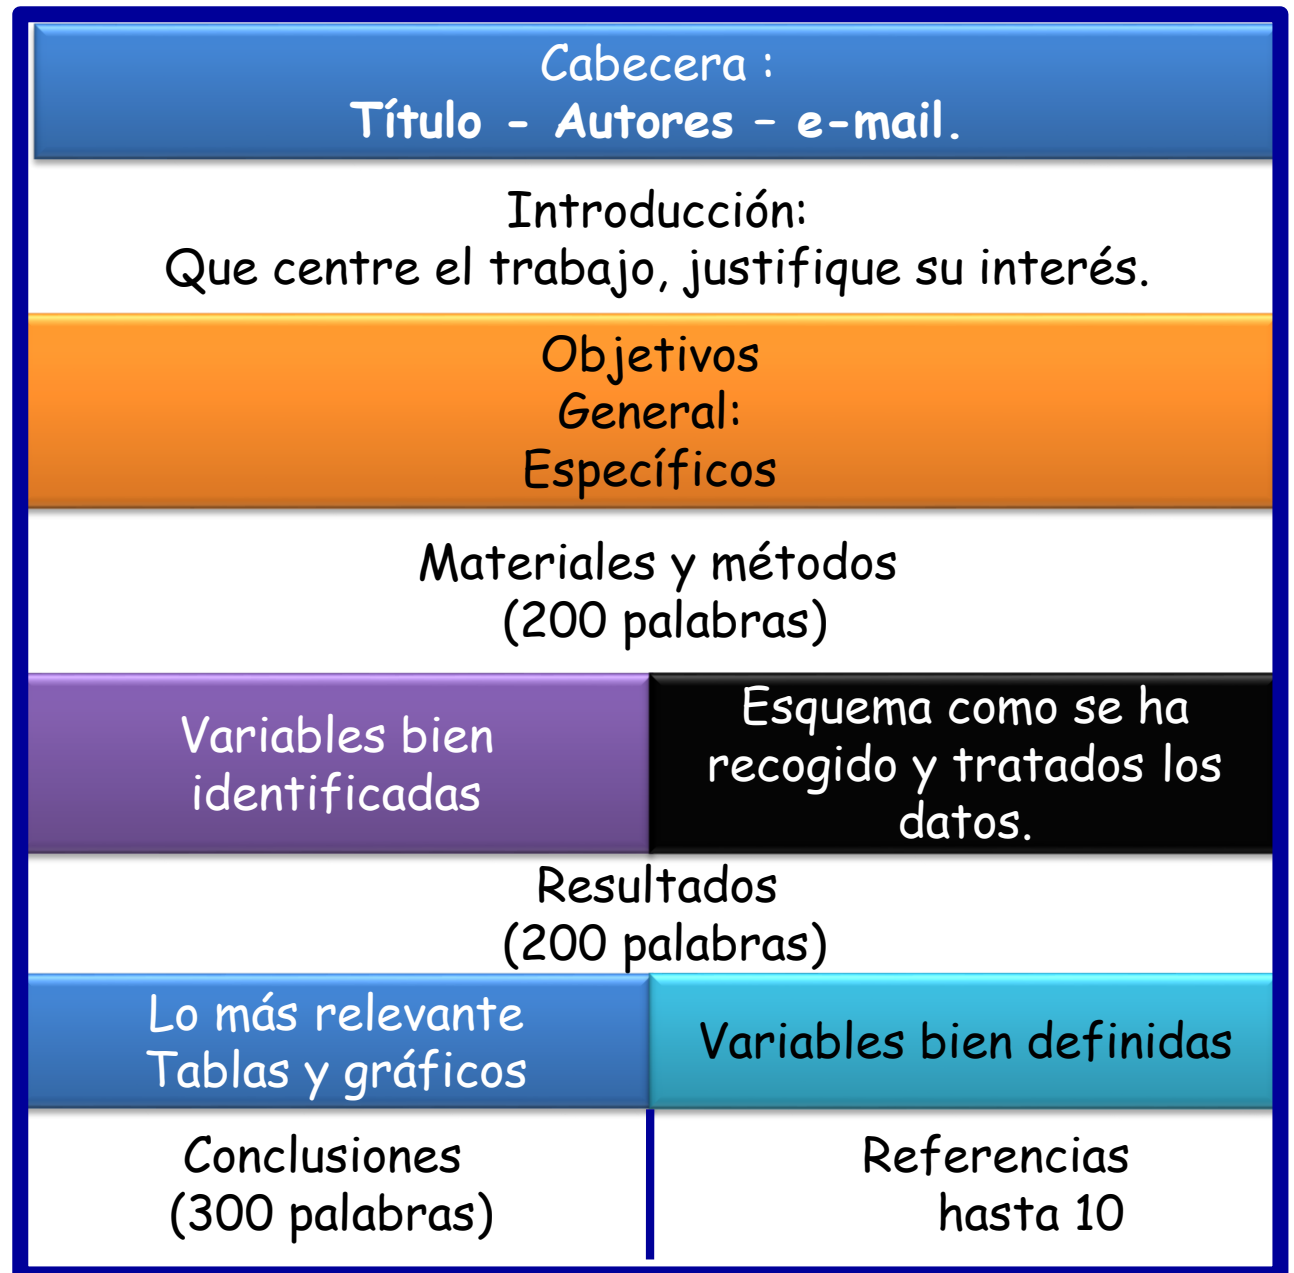 Cabecera :
Título - Autores – e-mail.
Introducción:
Que centre el trabajo, justifique su interés.
Objetivos
General:
Específicos
Materiales y métodos
(200 palabras)
Variables bien
identificadas
Esquema como se ha
recogido y tratados los
datos.
Resultados
(200 palabras)
Lo más relevante
Tablas y gráficos
Variables bien definidas
Conclusiones
(300 palabras)
Referencias
hasta 10